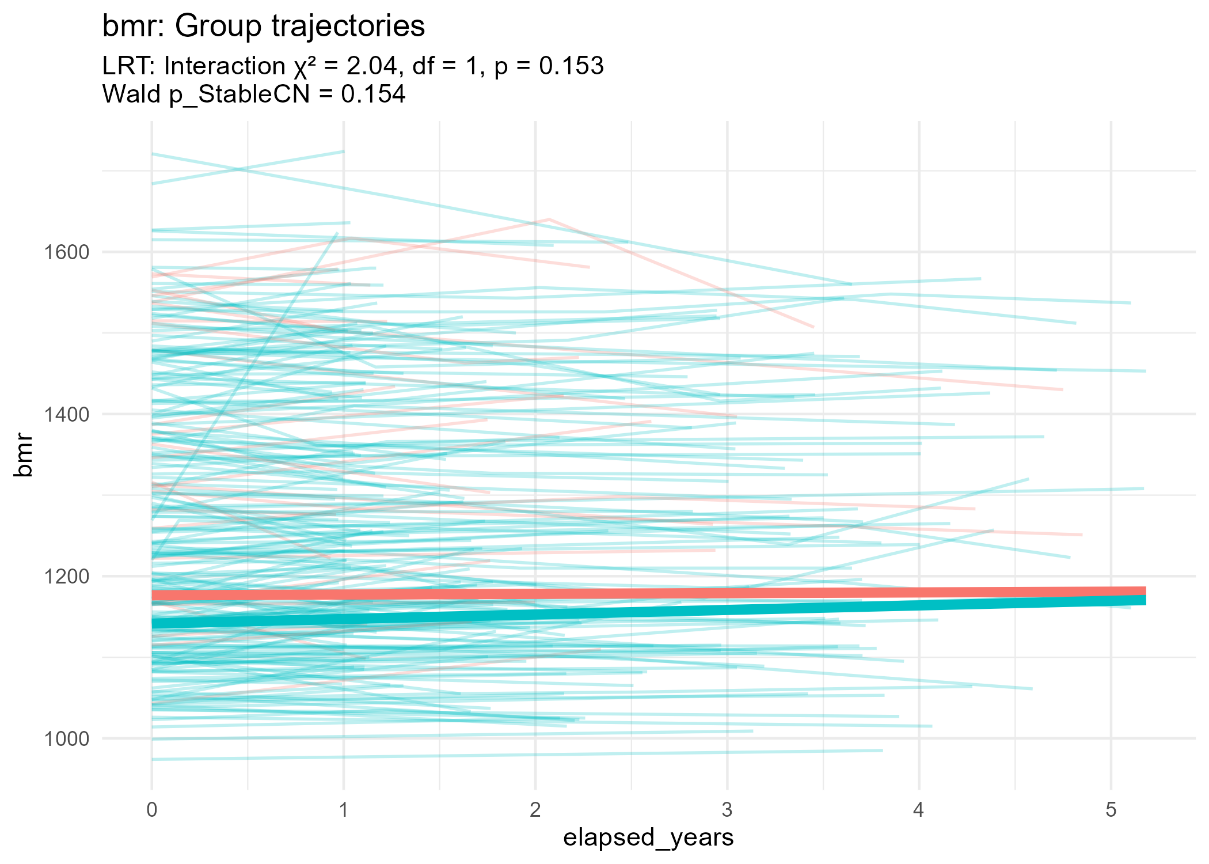 bmr: Group trajectories
LRT: Interaction χ² = 2.04, df = 1, p = 0.153
Wald p_StableCN = 0.154
bmr
1600
1400
1200
1000
0 1 2 3 4 5
elapsed_years